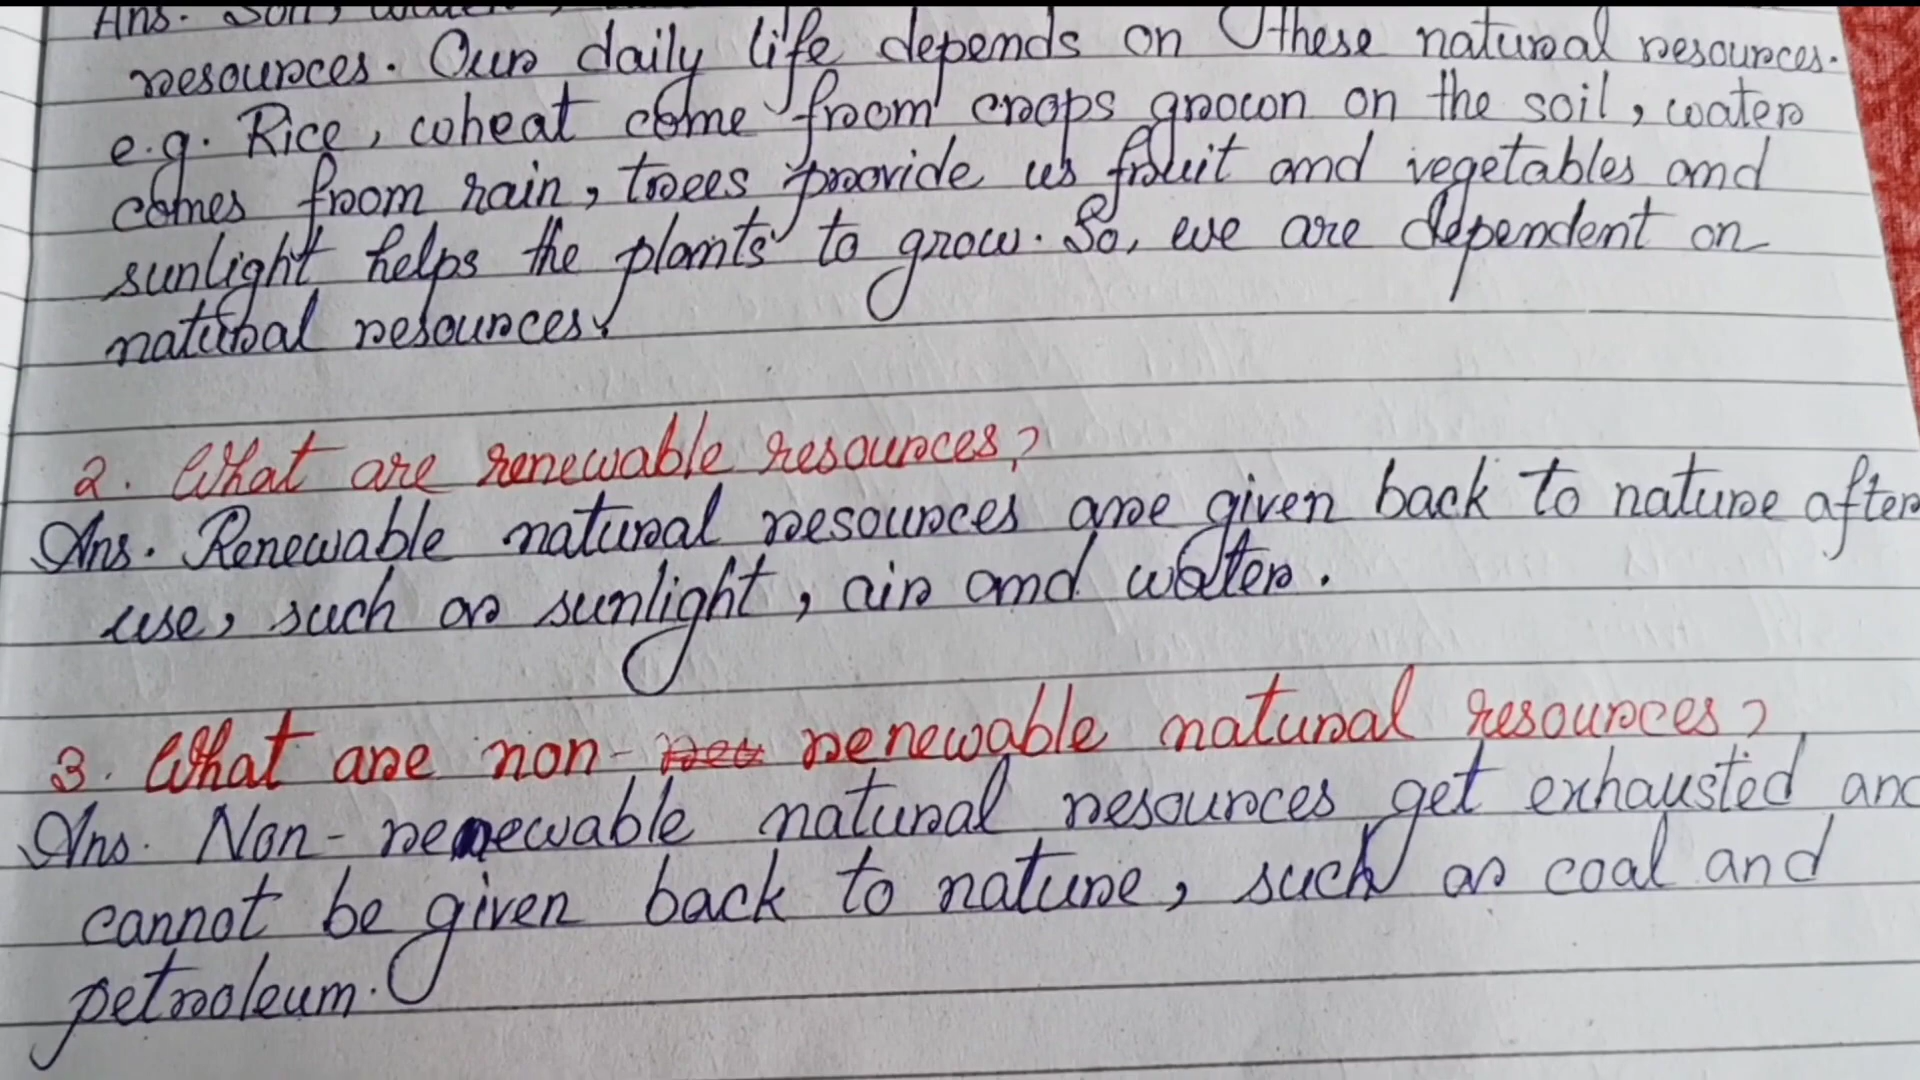 Ans. Soil, water
resources. Our daily life depends on these natural resources.
e.g. Rice, wheat come from crops grown on the soil, water
comes from rain, trees provide us fruit and vegetables and
sunlight helps the plants to grow. So, we are dependent on
natural resources.
2. What are renewable resources?
Ans. Renewable natural resources are given back to nature after
use, such as sunlight, air and water.
3. What are non- renewable natural resources?
Ans. Non-renewable natural resources get exhausted and
cannot be given back to nature, such as coal and
petroleum.